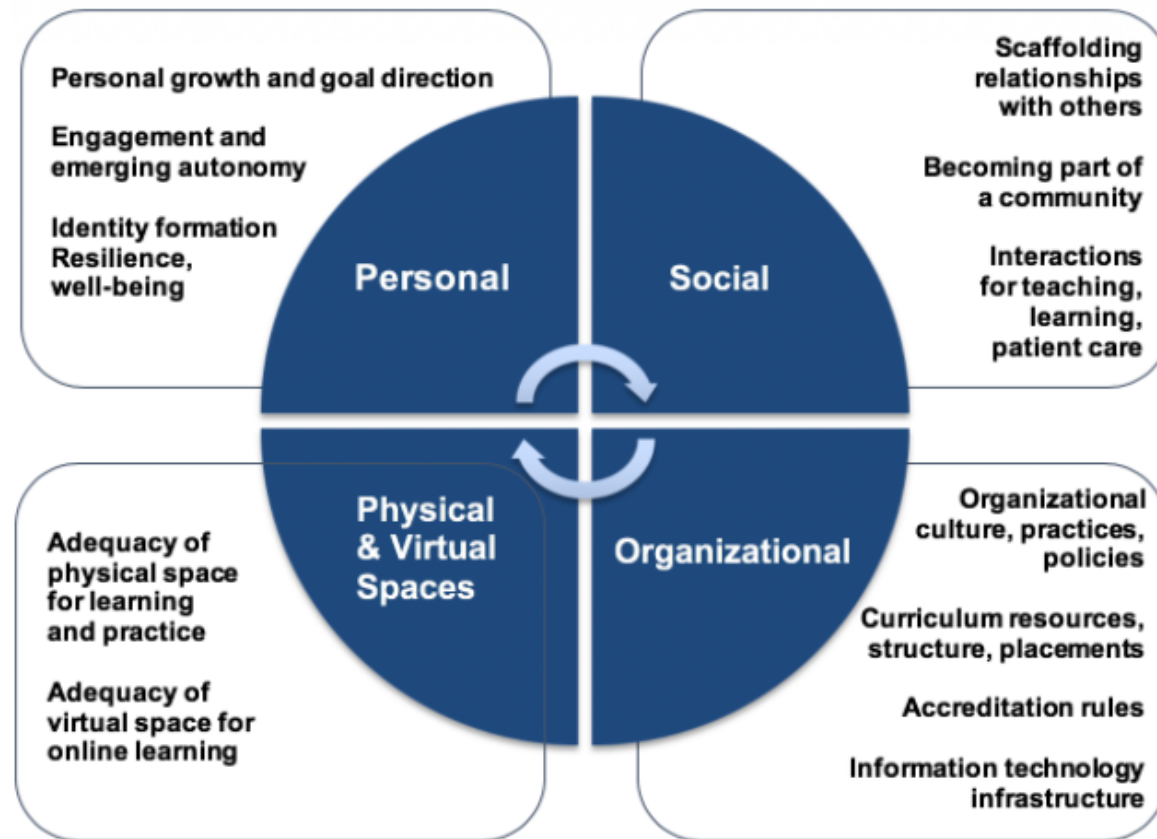 Personal growth and goal direction
Engagement and
emerging autonomy
Identity formation
Resilience,
well-being
Personal
Scaffolding
relationships
with others
Becoming part of
a community
Interactions
for teaching,
learning,
patient care
Social
Adequacy of
physical space
for learning
and practice
Adequacy of
virtual space for
online learning
Physical
& Virtual
Spaces
Organizational
Organizational
culture, practices,
policies
Curriculum resources,
structure, placements
Accreditation rules
Information technology
infrastructure